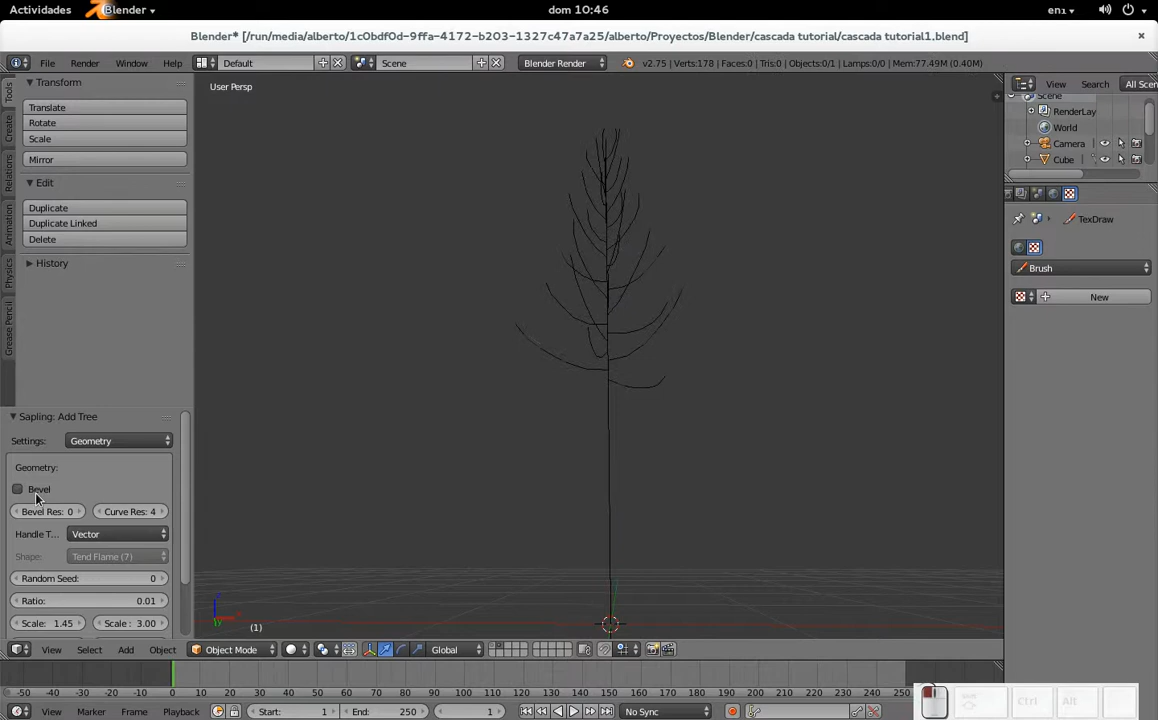 Actividades Blender dom 10:46 en1
Blender* [/run/media/alberto/1c0bdf0d-9ffa-4172-b203-1327c47a7a25/alberto/Proyectos/Blender/cascada tutorial/cascada tutorial1.blend]
File Render Window Help Default Scene Blender Render v2.75 | Verts:178 | Faces:0 | Tris:0 | Objects:0/1 | Lamps:0/0 | Mem:77.49M (0.40M)
Transform
User Persp
View Search All Scen
Tools
Translate
Rotate
Scale
Mirror
Edit
Duplicate
Duplicate Linked
Delete
History
Create
Relations
Animation
Physics
Grease Pencil
Scene
RenderLay
World
Camera
Cube
TexDraw
Brush
New
Sapling: Add Tree
Settings: Geometry
Geometry:
Bevel
Bevel Res: 0 Curve Res: 4
Handle T... Vector
Shape: Tend Flame (7)
Random Seed: 0
Ratio: 0.01
Scale: 1.45 Scale : 3.00
z
x
y
(1)
View Select Add Object Object Mode Global
-50 -40 -30 -20 -10 0 10 20 30 40 50 60 70 80 90 100 110 120 130 140 150 160 170 180 190 200 210 220 230 240 250
View Marker Frame Playback Start: 1 End: 250 1 No Sync
Ctrl Alt